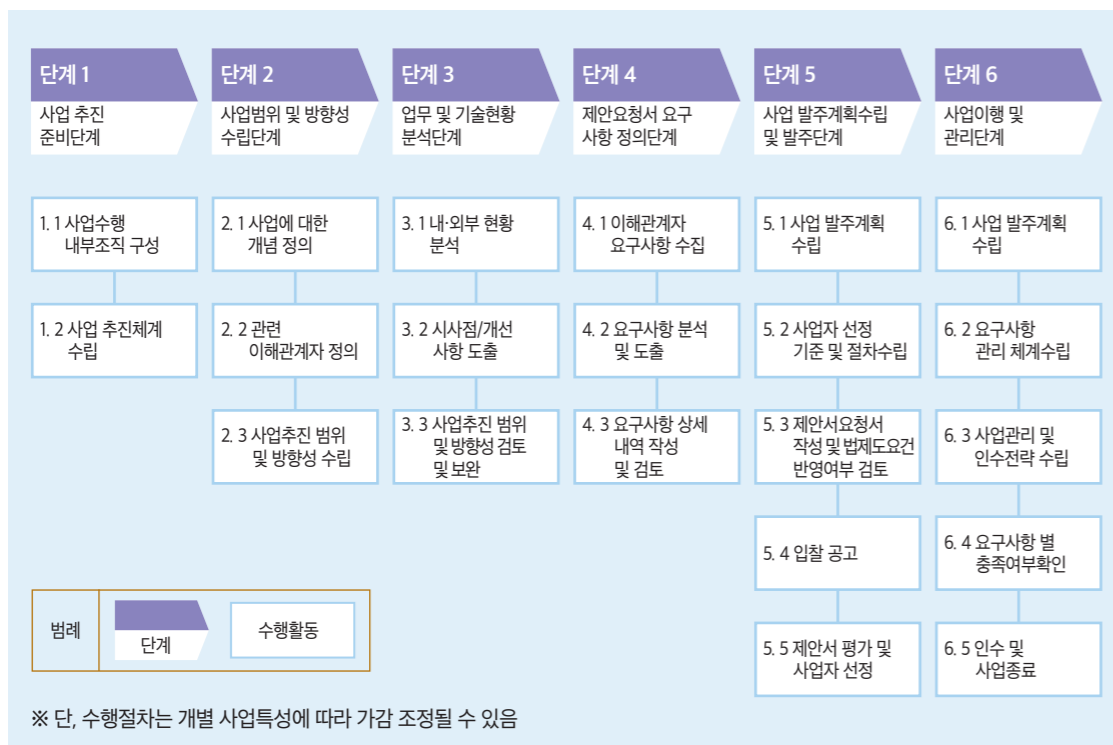 단계 1
사업 추진
준비단계
단계 2
사업범위 및 방향성
수립단계
단계 3
업무 및 기술현황
분석단계
단계 4
제안요청서 요구
사항 정의단계
단계 5
사업 발주계획수립
및 발주단계
단계 6
사업이행 및
관리단계
1. 1 사업수행
내부조직 구성
1. 2 사업 추진체계
수립
2. 1 사업에 대한
개념 정의
2. 2 관련
이해관계자 정의
2. 3 사업추진 범위
및 방향성 수립
3. 1 내·외부 현황
분석
3. 2 시사점/개선
사항 도출
3. 3 사업추진 범위
및 방향성 검토
및 보완
4. 1 이해관계자
요구사항 수집
4. 2 요구사항 분석
및 도출
4. 3 요구사항 상세
내역 작성
및 검토
5. 1 사업 발주계획
수립
5. 2 사업자 선정
기준 및 절차수립
5. 3 제안서요청서
작성 및 법제도요건
반영여부 검토
5. 4 입찰 공고
5. 5 제안서 평가 및
사업자 선정
6. 1 사업 발주계획
수립
6. 2 요구사항
관리 체계수립
6. 3 사업관리 및
인수전략 수립
6. 4 요구사항 별
충족여부확인
6. 5 인수 및
사업종료
범례
단계
수행활동
※ 단, 수행절차는 개별 사업특성에 따라 가감 조정될 수 있음